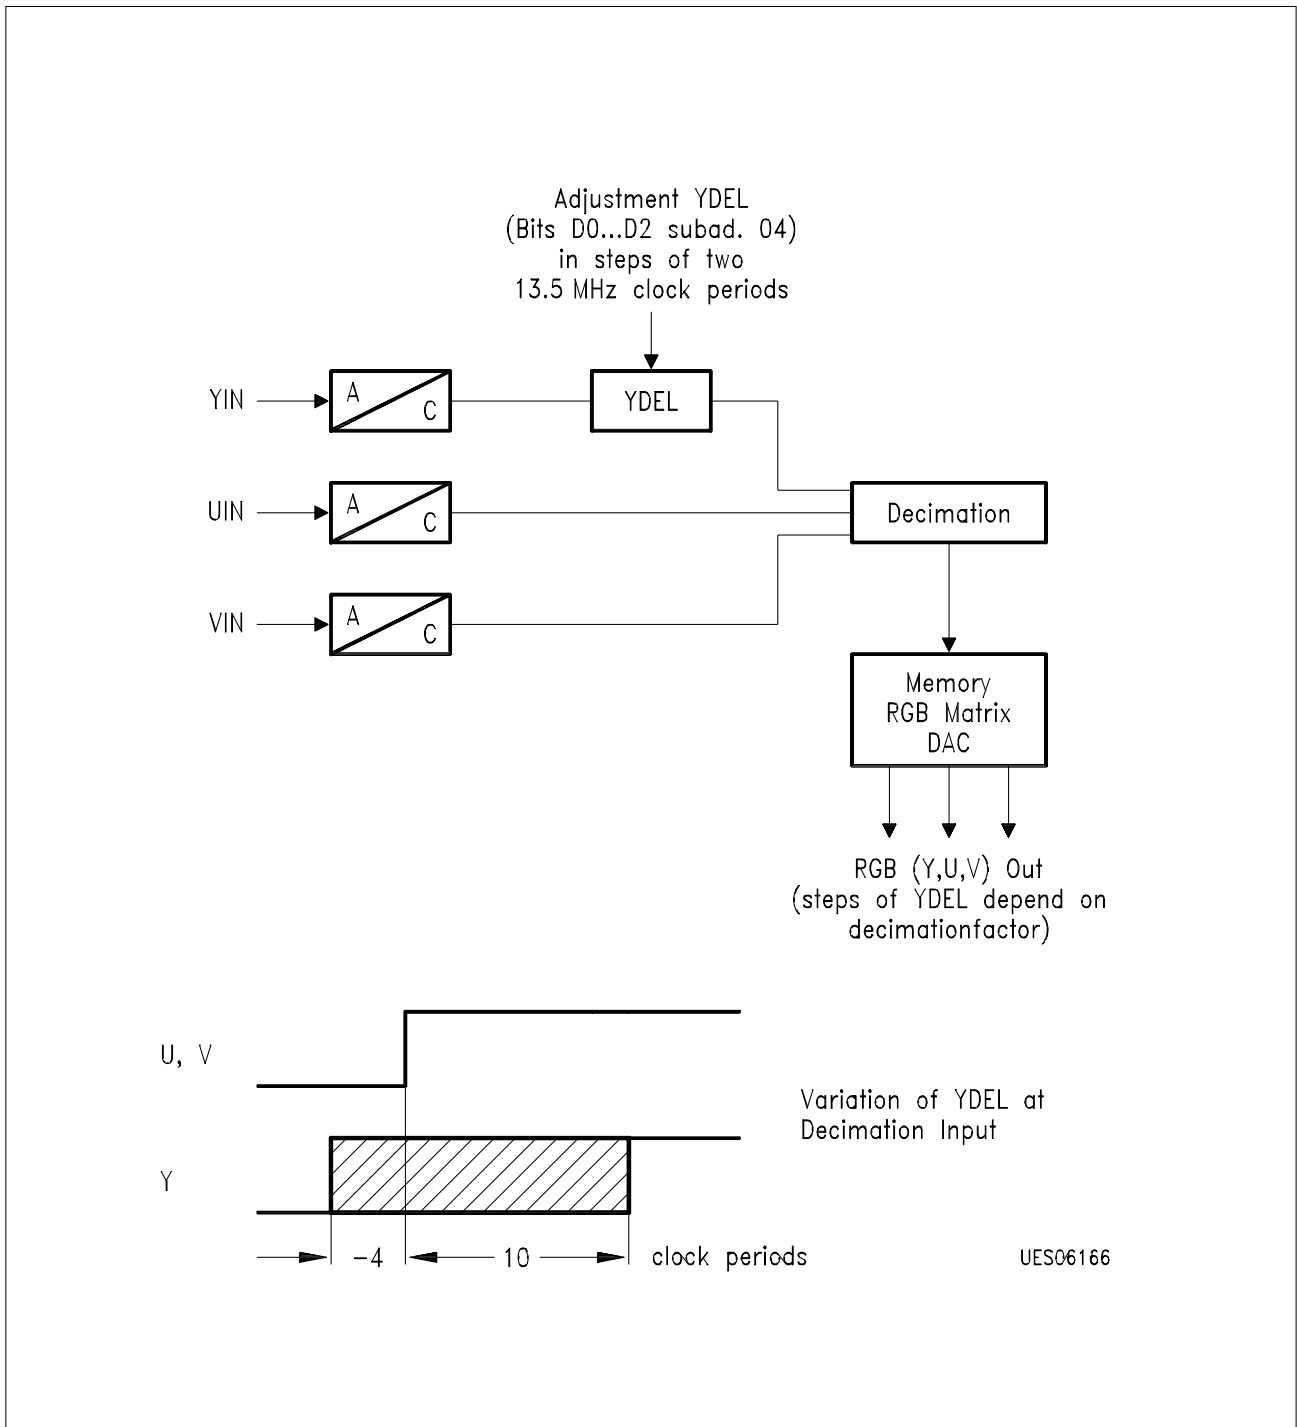 Adjustment YDEL
(Bits D0...D2 subad. 04)
in steps of two
13.5 MHz clock periods
YIN
A
C
YDEL
UIN
A
C
Decimation
VIN
A
C
Memory
RGB Matrix
DAC
RGB (Y,U,V) Out
(steps of YDEL depend on
decimationfactor)
U, V
Variation of YDEL at
Decimation Input
Y
-4
10
clock periods
UES06166